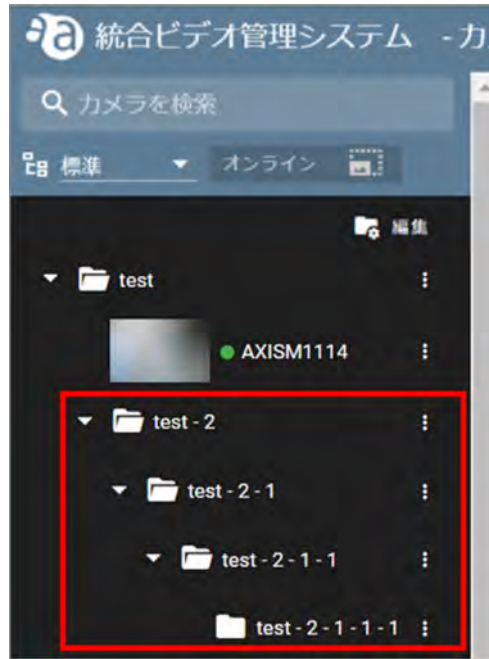 統合ビデオ管理システム - カ
カメラを検索
標準 オンライン
編集
test
AXISM1114
test - 2
test - 2 - 1
test - 2 - 1 - 1
test - 2 - 1 - 1 - 1